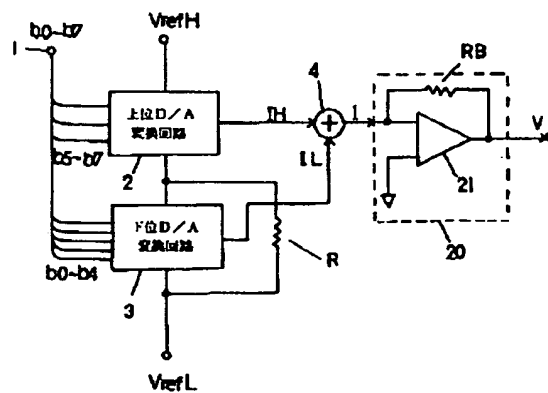 b0~b7
1
VrefH
RB
4
上位D/A
変換回路
IH
I
V
b5~b7
2
IL
21
下位D/A
変換回路
R
20
b0~b4
3
VrefL